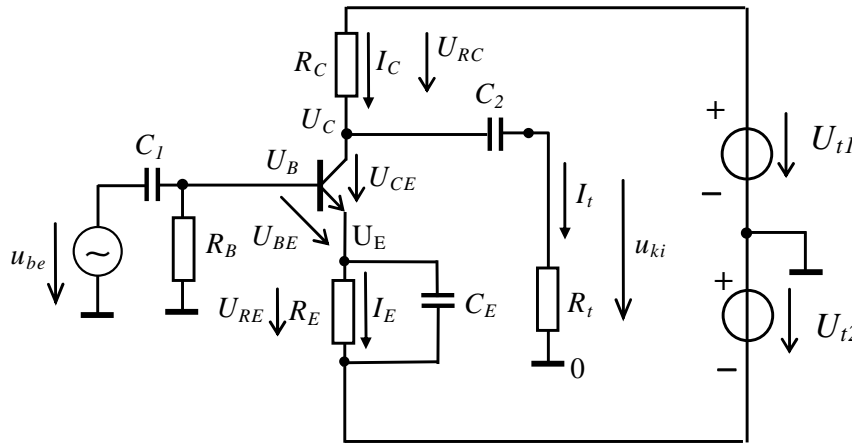 R_C
I_C
U_RC
C_2
U_C
+
U_t1
−
C_1
U_B
U_CE
I_t
u_ki
u_be
~
R_B
U_BE
U_E
+
U_RE
R_E
I_E
C_E
R_t
U_t2
−
0